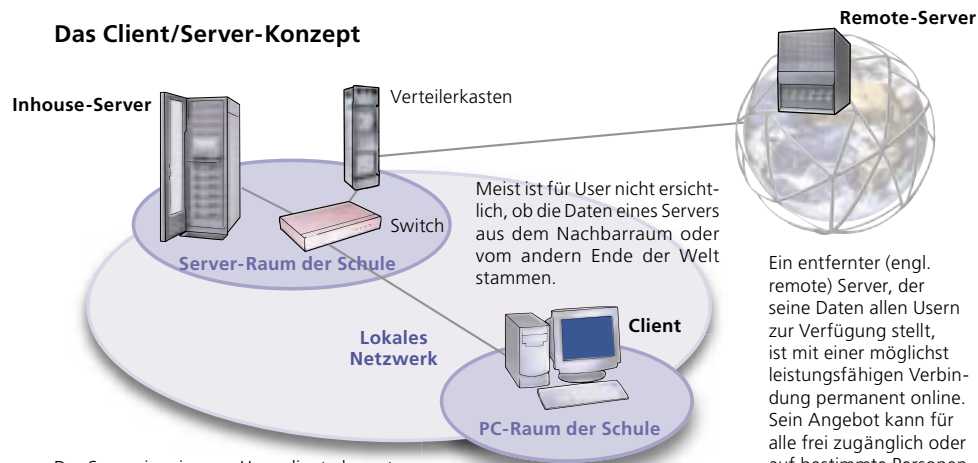 Das Client/Server-Konzept
Remote-Server
Inhouse-Server
Verteilerkasten
Switch
Server-Raum der Schule
Meist ist für User nicht ersicht-
lich, ob die Daten eines Servers
aus dem Nachbarraum oder
vom andern Ende der Welt
stammen.
Lokales
Netzwerk
Client
PC-Raum der Schule
Ein entfernter (engl.
remote) Server, der
seine Daten allen Usern
zur Verfügung stellt,
ist mit einer möglichst
leistungsfähigen Verbin-
dung permanent online.
Sein Angebot kann für
alle frei zugänglich oder